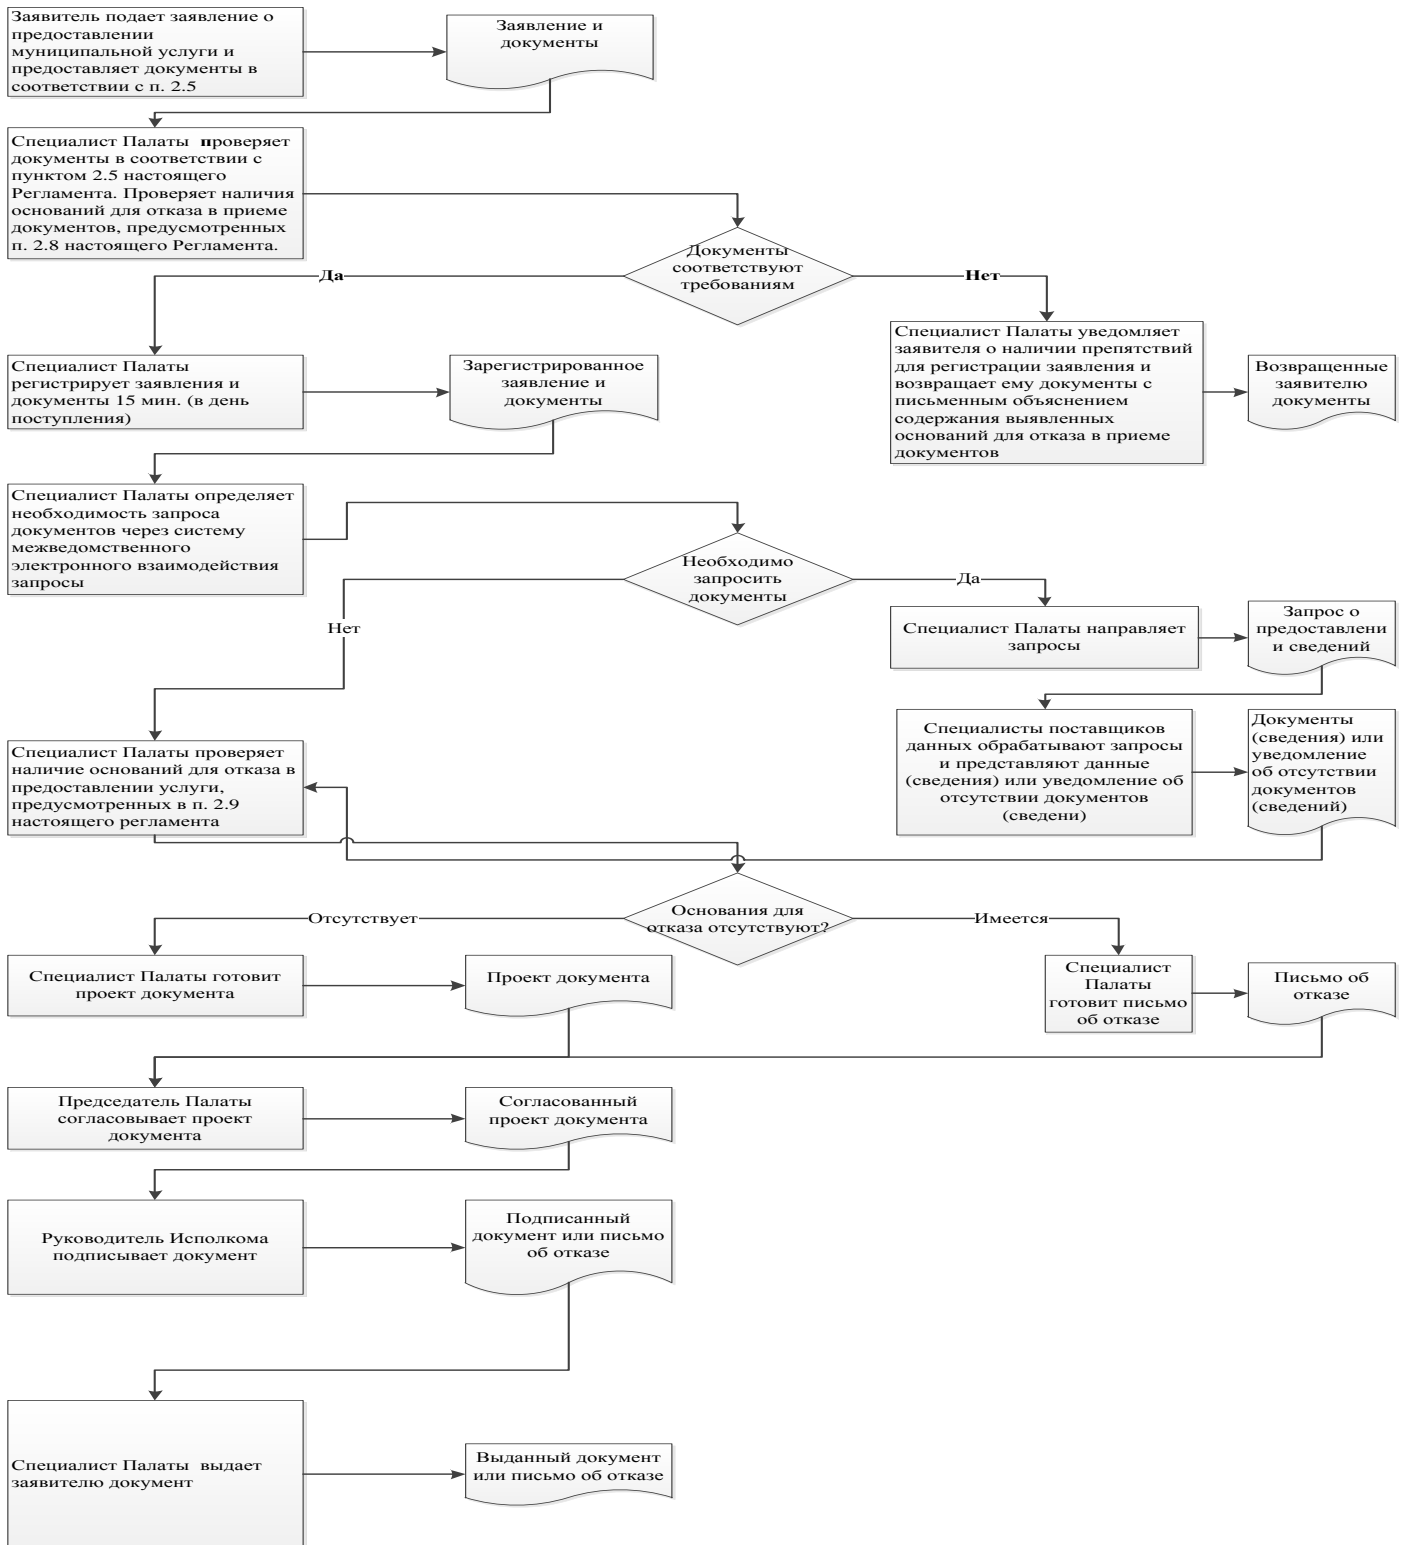 Заявитель подает заявление о
предоставлении
муниципальной услуги и
предоставляет документы в
соответствии с п. 2.5
Заявление и
документы
Специалист Палаты  проверяет
документы в соответствии с
пунктом 2.5 настоящего
Регламента. Проверяет наличия
оснований для отказа в приеме
документов, предусмотренных
п. 2.8 настоящего Регламента.
Документы
соответствуют
требованиям
Да
Нет
Специалист Палаты
регистрирует заявления и
документы 15 мин. (в день
поступления)
Зарегистрированное
заявление и
документы
Специалист Палаты уведомляет
заявителя о наличии препятствий
для регистрации заявления и
возвращает ему документы с
письменным объяснением
содержания выявленных
оснований для отказа в приеме
документов
Возвращенные
заявителю
документы
Специалист Палаты определяет
необходимость запроса
документов через систему
межведомственного
электронного взаимодействия
запросы
Необходимо
запросить
документы
Да
Нет
Специалист Палаты направляет
запросы
Запрос о
предоставлени
и сведений
Специалисты поставщиков
данных обрабатывают запросы
и представляют данные
(сведения) или уведомление об
отсутствии документов
(сведени)
Документы
(сведения) или
уведомление
об отсутствии
документов
(сведений)
Специалист Палаты проверяет
наличие оснований для отказа в
предоставлении услуги,
предусмотренных в п. 2.9
настоящего регламента
Основания для
отказа отсутствуют?
Отсутствует
Имеется
Специалист Палаты готовит
проект документа
Проект документа
Специалист
Палаты
готовит письмо
об отказе
Письмо об
отказе
Председатель Палаты
согласовывает проект
документа
Согласованный
проект документа
Руководитель Исполкома
подписывает документ
Подписанный
документ или письмо
об отказе
Специалист Палаты  выдает
заявителю документ
Выданный документ
или письмо об отказе